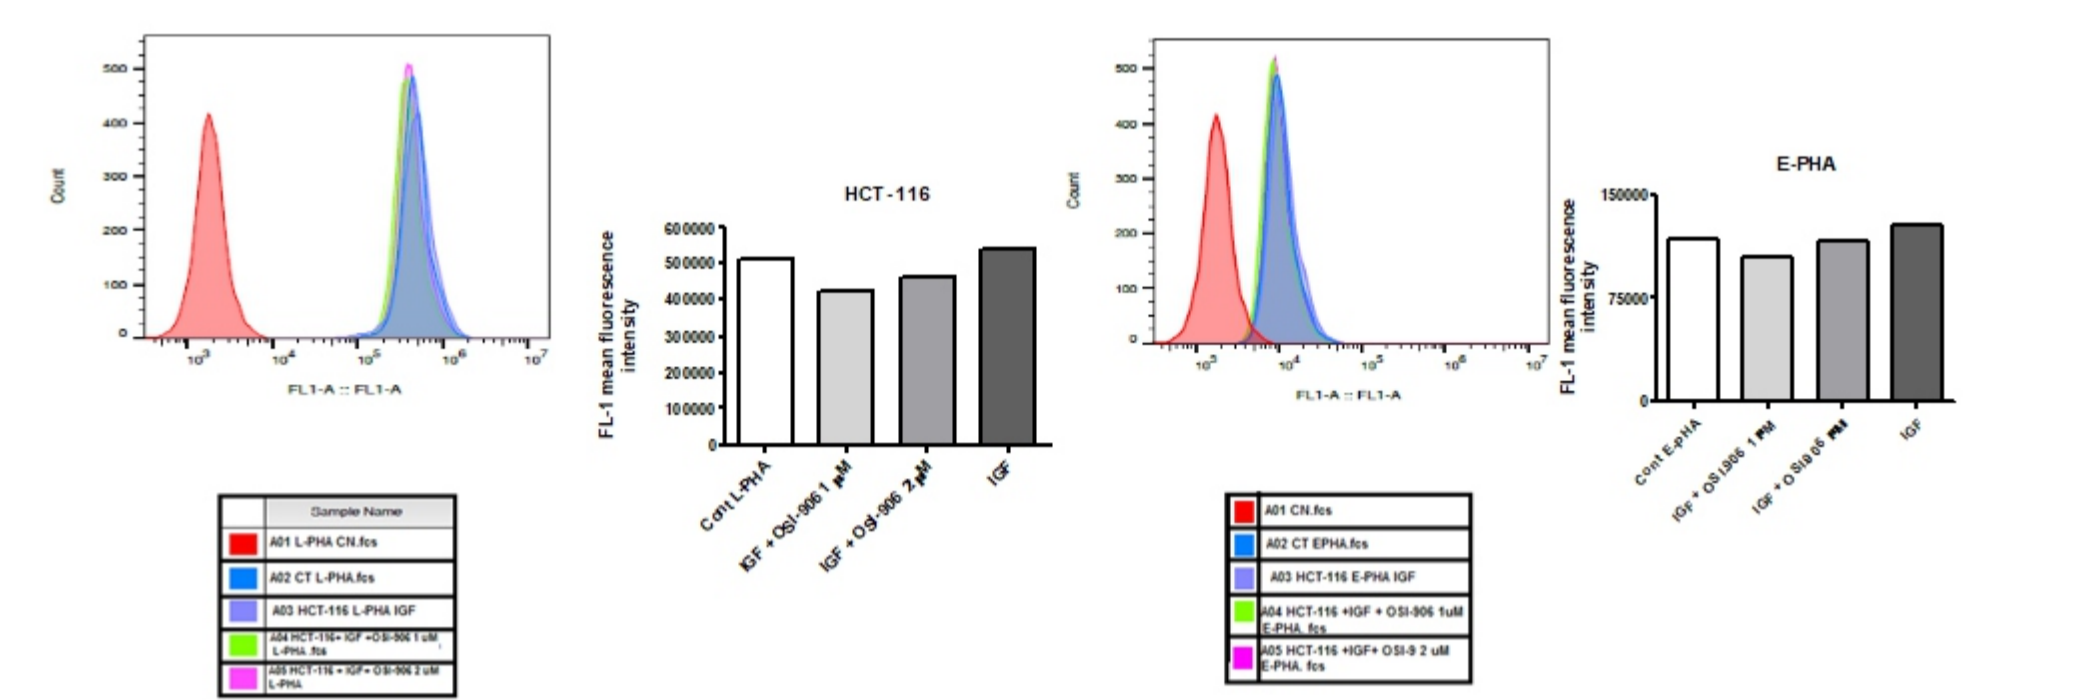 500
400
300
200
100
0
Count
10³ 10⁴ 10⁵ 10⁶ 10⁷
FL1-A :: FL1-A
Sample Name
A01 L-PHA CN.fcs
A02 CT L-PHA.fcs
A03 HCT-116 L-PHA IGF
A04 HCT-116+ IGF +OSI-906 1 uM
L-PHA .fcs
A05 HCT-116 + IGF+ OSI-906 2 uM
L-PHA
HCT-116
FL-1 mean fluorescence
intensity
600000
500000
400000
300000
200000
100000
0
Cont L-PHA
IGF + OSI-906 1 µM
IGF + OSI-906 2 µM
IGF
500
400
300
200
100
0
Count
10³ 10⁴ 10⁵ 10⁶ 10⁷
FL1-A :: FL1-A
A01 CN.fcs
A02 CT EPHA.fcs
A03 HCT-116 E-PHA IGF
A04 HCT-116 +IGF + OSI-906 1uM
E-PHA. fcs
A05 HCT-116 +IGF+ OSI-9 2 uM
E-PHA. fcs
E-PHA
FL-1 mean fluorescence
intensity
150000
75000
0
Cont E-pHA
IGF + OSI.906 1
IGF + OSI906
IGF